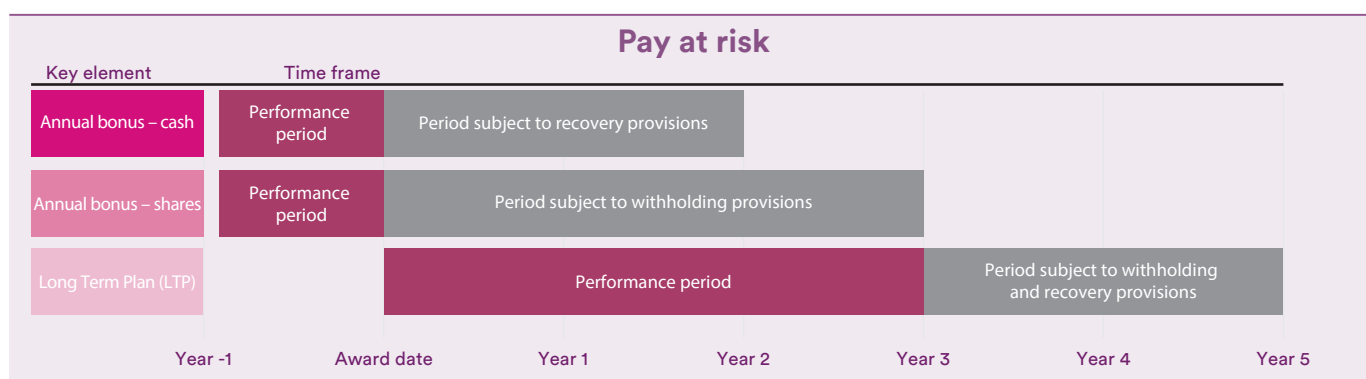 Pay at risk
Key element
Time frame
Annual bonus – cash
Performance
period
Period subject to recovery provisions
Annual bonus – shares
Performance
period
Period subject to withholding provisions
Long Term Plan (LTP)
Performance period
Period subject to withholding
and recovery provisions
Year -1
Award date
Year 1
Year 2
Year 3
Year 4
Year 5